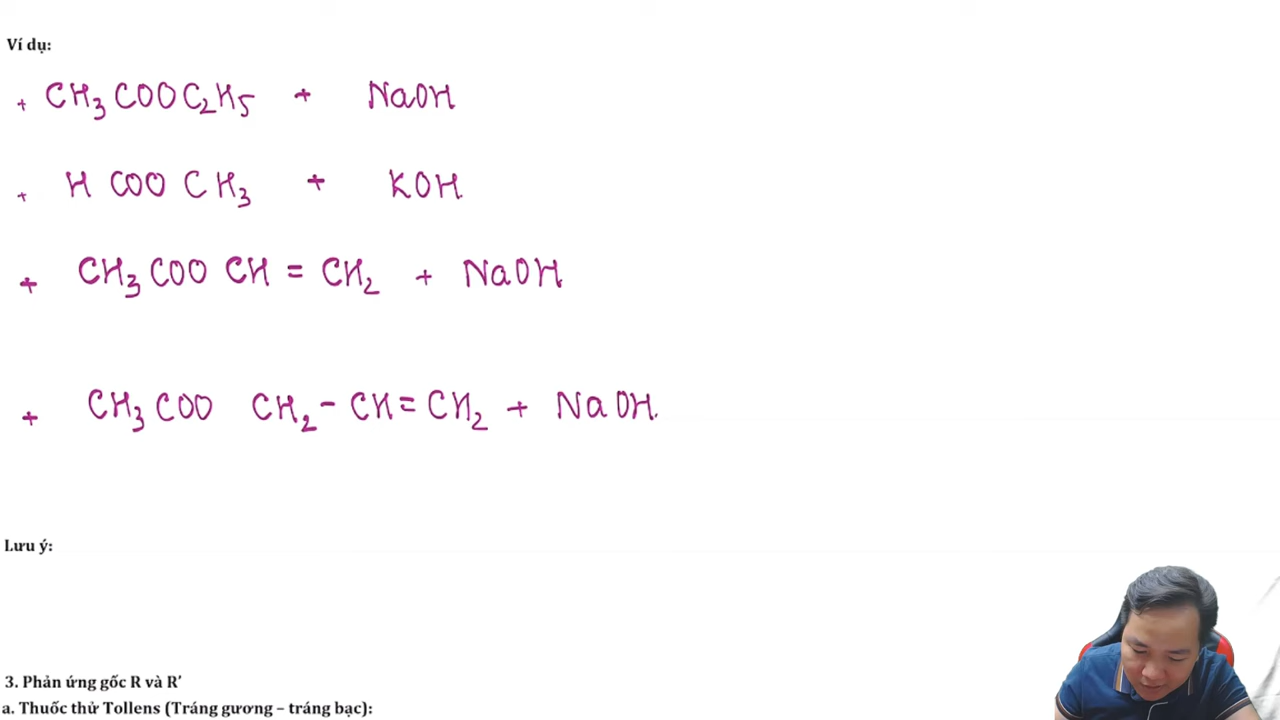 Ví dụ:
+ CH₃COOC₂H₅ + NaOH
+ HCOOCH₃ + KOH
+ CH₃COOCH = CH₂ + NaOH
+ CH₃COOCH₂ - CH = CH₂ + NaOH
Lưu ý:
3. Phản ứng gốc R và R'
a. Thuốc thử Tollens (Tráng gương – tráng bạc):